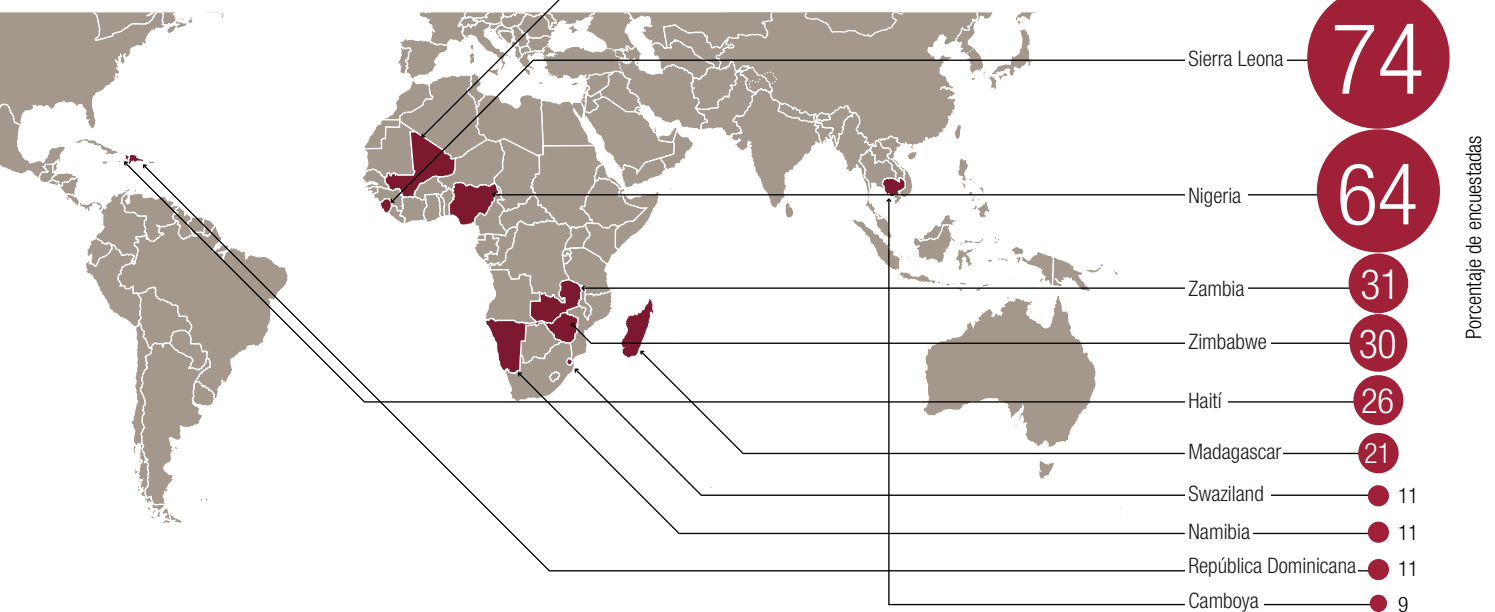 Sierra Leona 74
Nigeria 64
Zambia 31
Zimbabwe 30
Haití 26
Madagascar 21
Swaziland 11
Namibia 11
República Dominicana 11
Camboya 9
Porcentaje de encuestadas